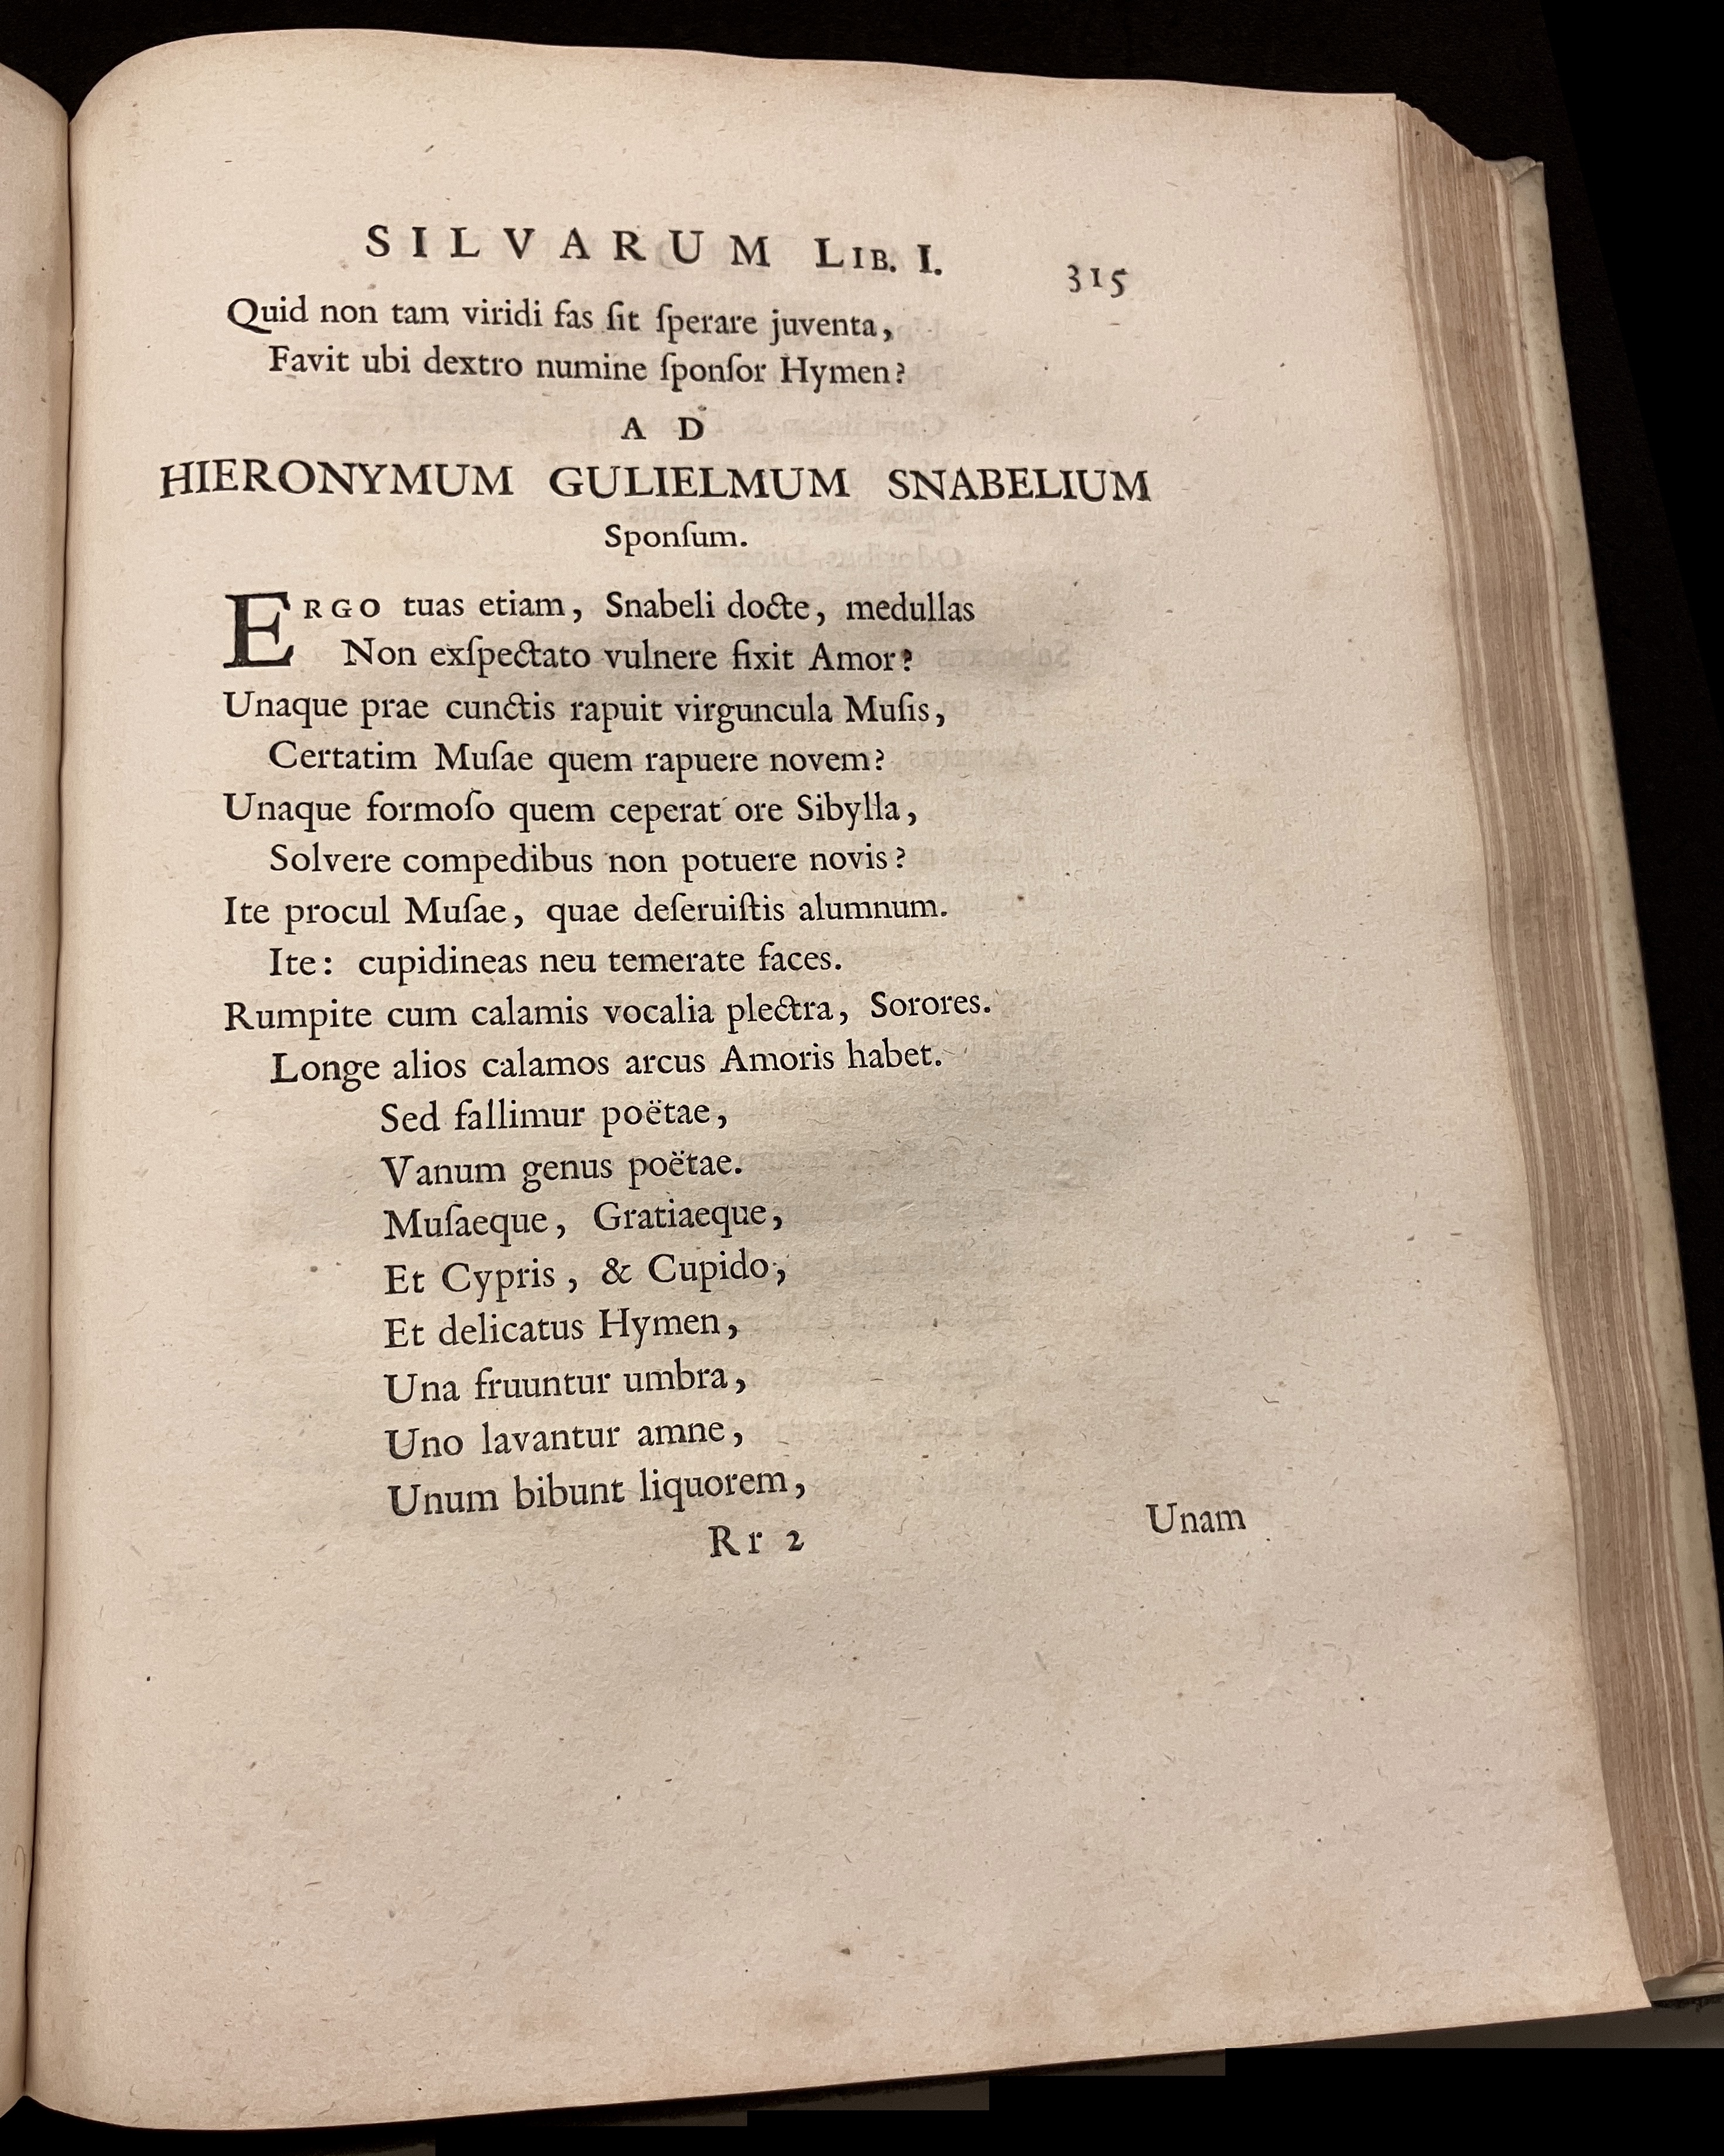 SILVARUM LIB. I. 315
Quid non tam viridi fas ſit ſperare juventa,
Favit ubi dextro numine ſponſor Hymen?
AD
HIERONYMUM GULIELMUM SNABELIUM
Sponſum.
ERGO tuas etiam, Snabeli docte, medullas
Non exſpectato vulnere fixit Amor?
Unaque prae cunctis rapuit virguncula Muſis,
Certatim Muſae quem rapuere novem?
Unaque formoſo quem ceperat ore Sibylla,
Solvere compedibus non potuere novis?
Ite procul Muſae, quae deſeruiſtis alumnum.
Ite: cupidineas neu temerate faces.
Rumpite cum calamis vocalia plectra, Sorores.
Longe alios calamos arcus Amoris habet.
Sed fallimur poëtae,
Vanum genus poëtae.
Muſaeque, Gratiaeque,
Et Cypris, & Cupido,
Et delicatus Hymen,
Una fruuntur umbra,
Uno lavantur amne,
Unum bibunt liquorem,
Rr 2 Unam